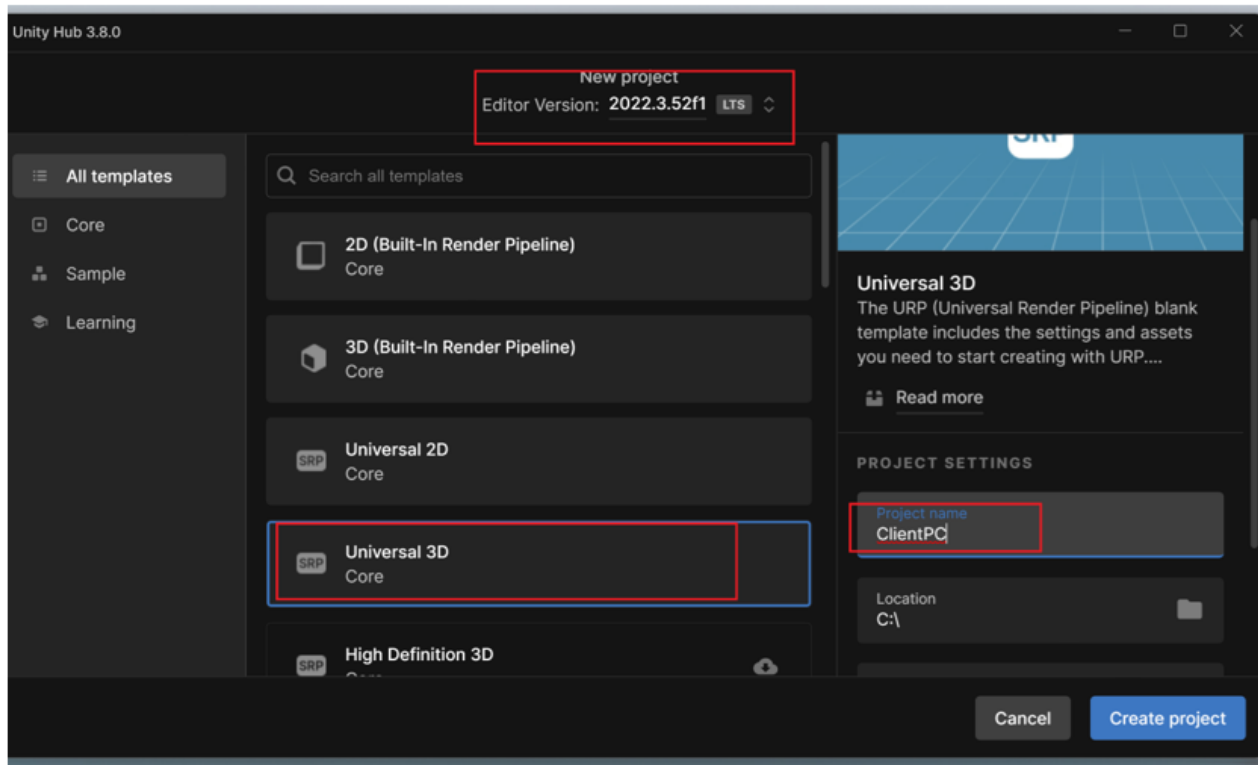 Unity Hub 3.8.0
New project
Editor Version: 2022.3.52f1 LTS
All templates
Core
Sample
Learning
Search all templates
2D (Built-In Render Pipeline)
Core
3D (Built-In Render Pipeline)
Core
SRP
Universal 2D
Core
SRP
Universal 3D
Core
SRP
High Definition 3D
SRP
Universal 3D
The URP (Universal Render Pipeline) blank
template includes the settings and assets
you need to start creating with URP....
Read more
PROJECT SETTINGS
Project name
ClientPC
Location
C:\
Cancel
Create project